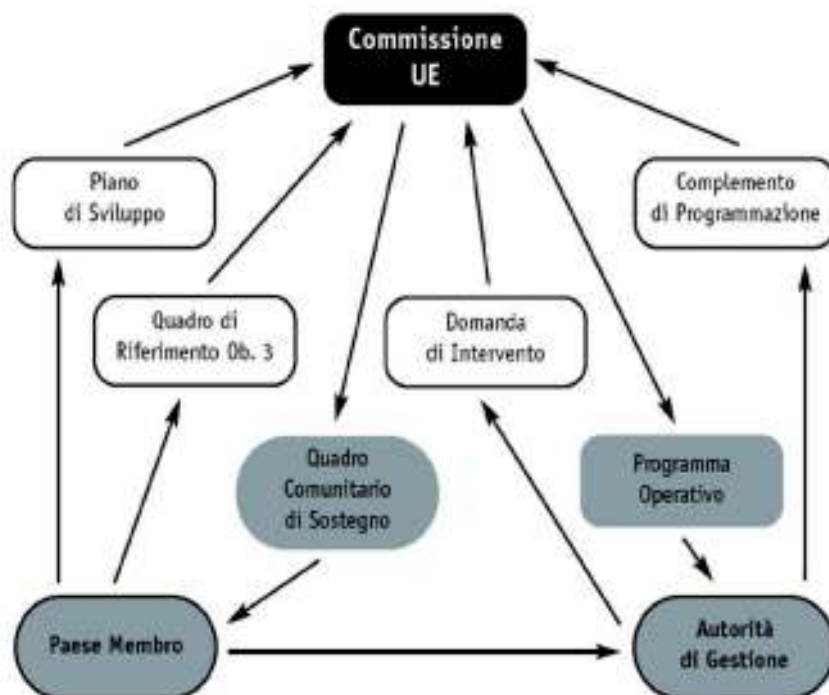 Commissione
UE
Piano
di Sviluppo
Complemento
di Programmazione
Quadro di
Riferimento Ob. 3
Domanda
di Intervento
Quadro
Comunitario
di Sostegno
Programma
Operativo
Paese Membro
Autorità
di Gestione